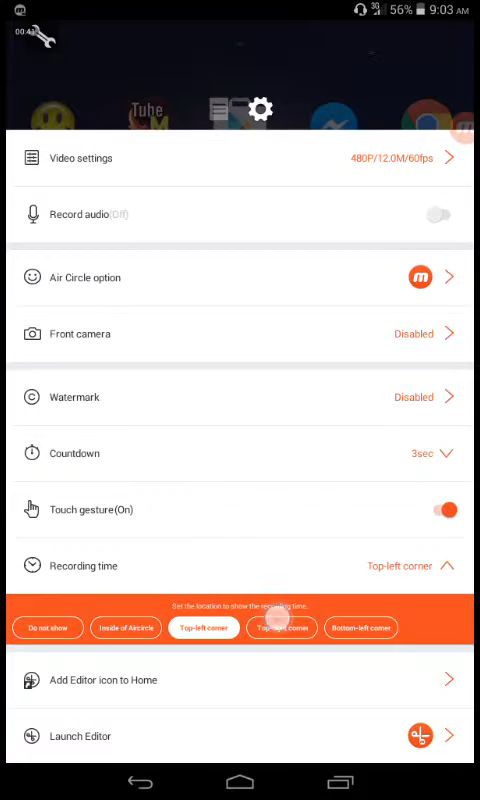 3G 56% 9:03 AM
Tube
M
Video settings 480P/12.0M/60fps
Record audio(Off)
Air Circle option m
Front camera Disabled
Watermark Disabled
Countdown 3sec
Touch gesture(On)
Recording time Top-left corner
Set the location to show the recording time.
Do not show Inside of Aircircle Top-left corner corner Bottom-left corner
Add Editor icon to Home
Launch Editor